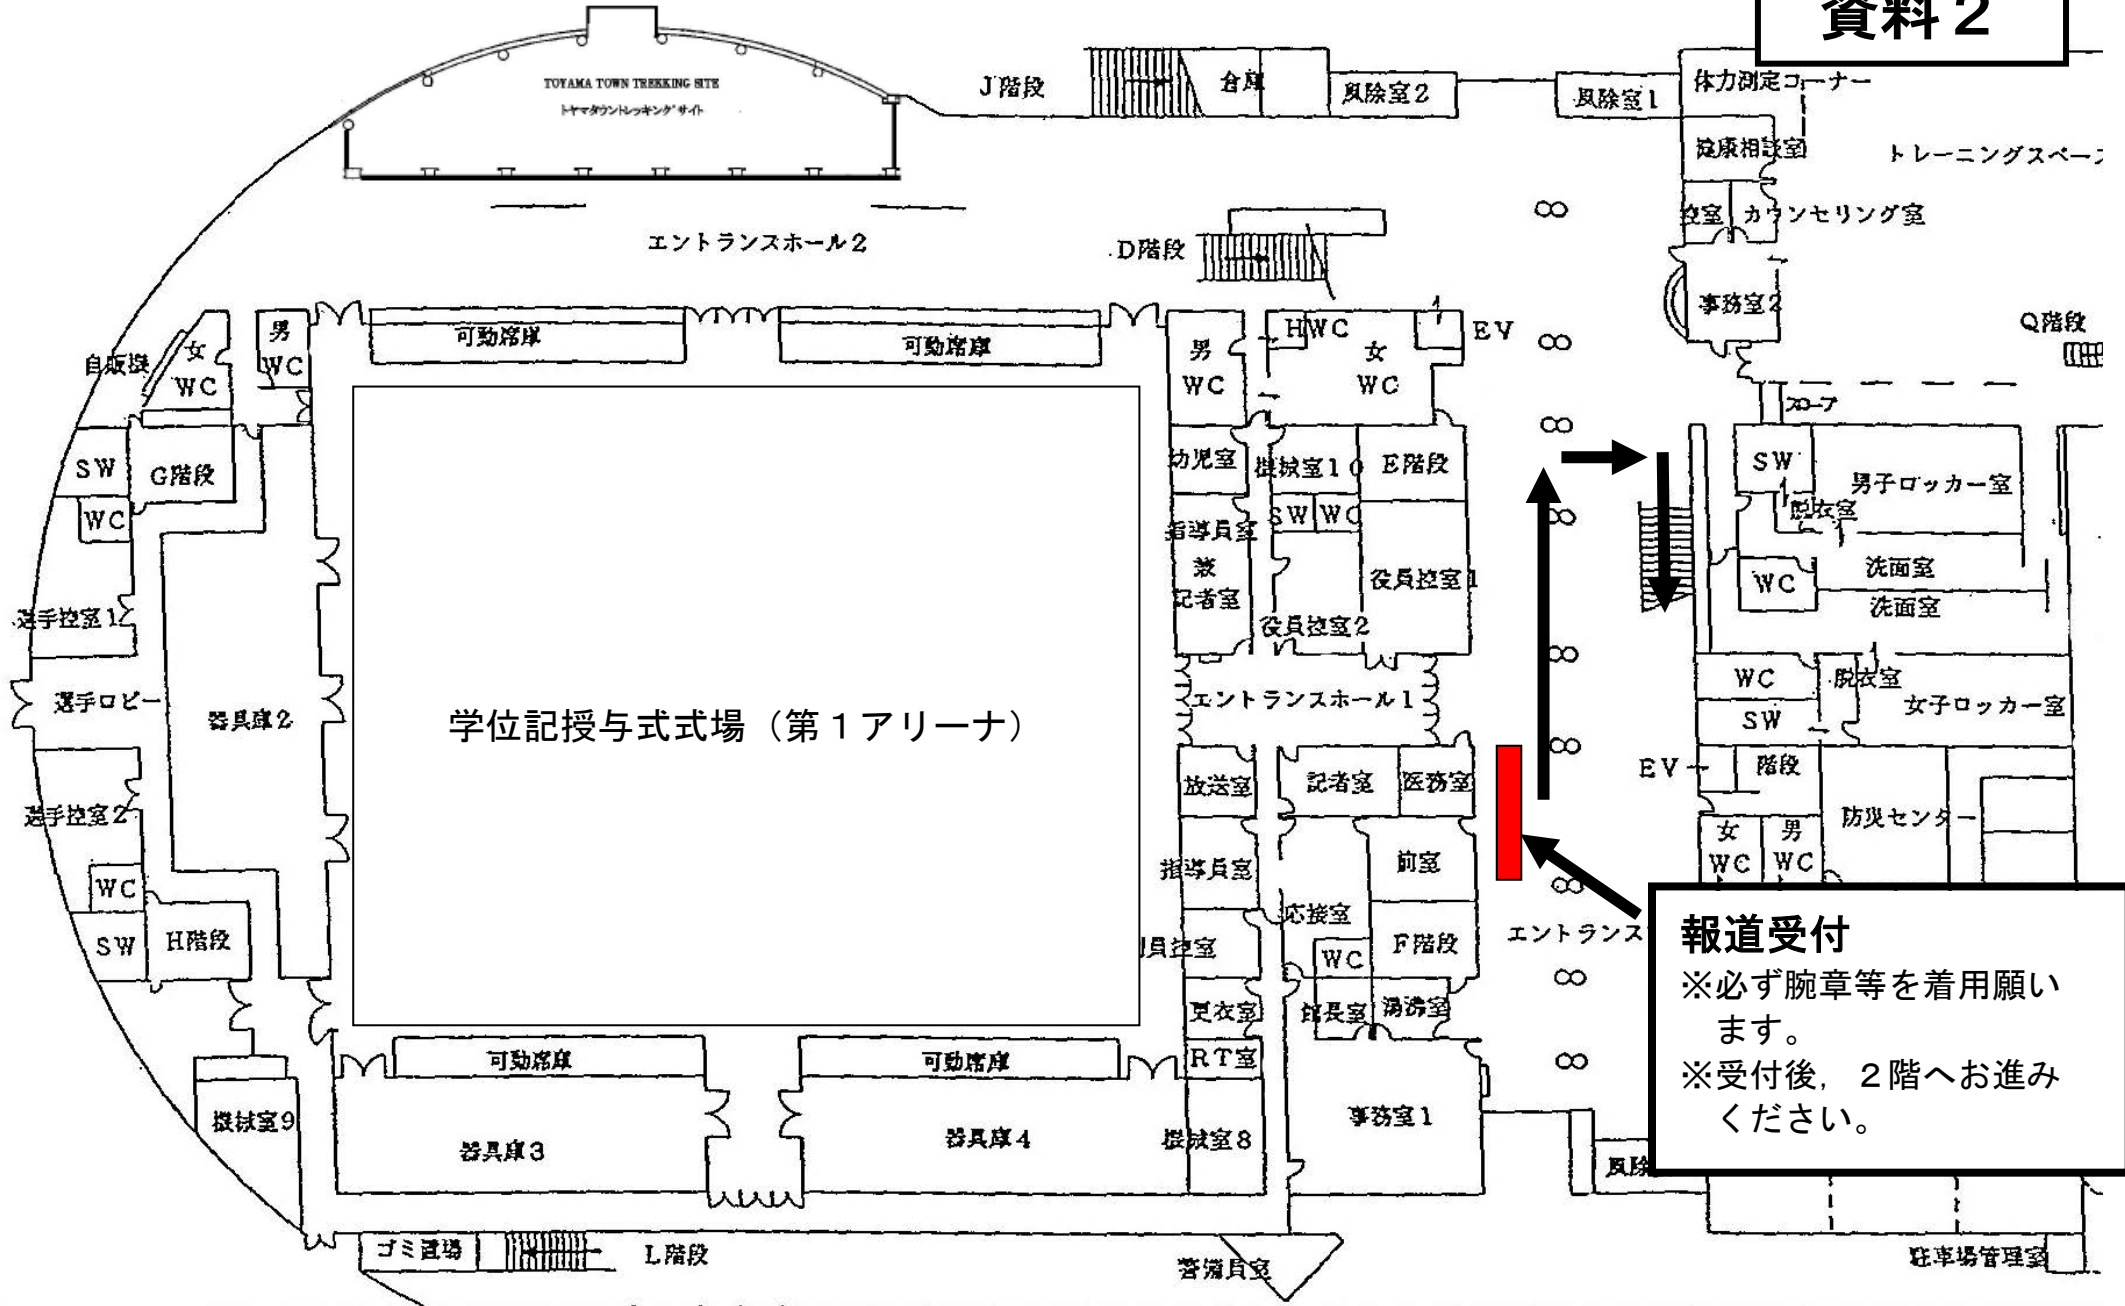 資料２
TOYAMA TOWN TREKKING SITE
トヤマタウントレッキングサイト
J階段
倉庫
風除室2
風除室1
体力測定コーナー
健康相談室
トレーニングスペース
控室
カウンセリング室
エントランスホール2
D階段
事務室2
Q階段
自販機
女
WC
男
WC
可動席庫
可動席庫
男
WC
HWC
女
WC
EV
スロープ
SW
G階段
WC
幼児室
機械室10
E階段
SW
男子ロッカー室
脱衣室
指導員室
兼
記者室
SW
WC
役員控室1
役員控室2
WC
洗面室
洗面室
選手控室1
選手ロビー
器具庫2
学位記授与式式場（第１アリーナ）
エントランスホール1
WC
脱衣室
SW
女子ロッカー室
EV
階段
選手控室2
放送室
記者室
医務室
防災センター
女
WC
男
WC
指導員室
前室
WC
SW
H階段
応接室
員控室
WC
F階段
エントランス
報道受付
※必ず腕章等を着用願い
ます。
※受付後，２階へお進み
ください。
更衣室
館長室
湯沸室
可動席庫
可動席庫
RT室
機械室9
器具庫3
器具庫4
機械室8
事務室1
風除
ゴミ置場
L階段
警備員室
駐車場管理室